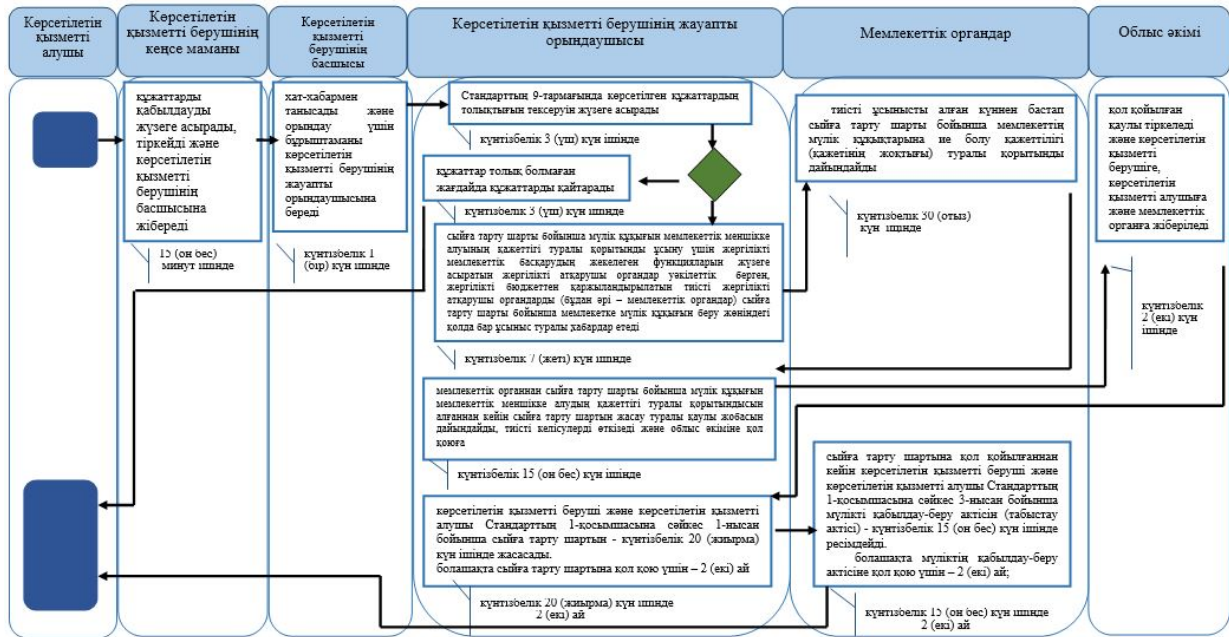 Көрсетілетін
қызметті
алушы
Көрсетілетін
қызметті берушінің
кеңсе маманы
Көрсетілетін
қызметті
берушінің
басшысы
Көрсетілетін қызметті берушінің жауапты
орындаушысы
Мемлекеттік органдар
Облыс әкімі
құжаттарды
қабылдауды
жүзеге асырады,
тіркейді және
көрсетілетін
қызметті
берушінің
басшысына
жібереді
15 (он бес)
минут ішінде
хат-хабармен
танысады және
орындау үшін
бұрыштаманы
көрсетілетін
қызметті берушінің
жауапты
орындаушысына
береді
күнтізбелік 1
(бір) күн ішінде
Стандарттың 9-тармағында көрсетілген құжаттардың
толықтығын тексеруін жүзеге асырады
күнтізбелік 3 (үш) күн ішінде
құжаттар толық болмаған
жағдайда құжаттарды қайтарады
күнтізбелік 3 (үш) күн ішінде
сыйға тарту шарты бойынша мүлік құқығын мемлекеттік меншікке
алуының қажеттігі туралы қорытынды ұсыну үшін жергілікті
мемлекеттік басқарудың жекелеген функцияларын жүзеге
асыратын жергілікті атқарушы органдар уәкілеттік берген,
жергілікті бюджеттен қаржыландырылатын тиісті жергілікті
атқарушы органдарды (бұдан әрі – мемлекеттік органдар) сыйға
тарту шарты бойынша мемлекетке мүлік құқығын беру жөніндегі
қолда бар ұсыныс туралы хабардар етеді
күнтізбелік 7 (жеті) күн ішінде
тиісті ұсынысты алған күннен бастап
сыйға тарту шарты бойынша мемлекеттің
мүлік құқықтарына ие болу қажеттілігі
(қажетінің жоқтығы) туралы қорытынды
дайындайды
күнтізбелік 30 (отыз)
күн ішінде
қол қойылған
қаулы тіркеледі
және көрсетілетін
қызметті
берушіге,
көрсетілетін
қызметті алушыға
және мемлекеттік
органға жіберіледі
күнтізбелік
2 (екі) күн
ішінде
мемлекеттік органнан сыйға тарту шарты бойынша мүлік құқығын
мемлекеттік меншікке алудың қажеттігі туралы қорытындысын
алғаннан кейін сыйға тарту шартын жасау туралы қаулы жобасын
дайындайды, тиісті келісулерді өткізеді және облыс әкіміне қол
қоюға
күнтізбелік 15 (он бес) күн ішінде
көрсетілетін қызметті беруші және көрсетілетін қызметті
алушы Стандарттың 1-қосымшасына сәйкес 1-нысан
бойынша сыйға тарту шартын - күнтізбелік 20 (жиырма)
күн ішінде жасасады.
болашақта сыйға тарту шартына қол қою үшін – 2 (екі) ай
күнтізбелік 20 (жиырма) күн ішінде
2 (екі) ай
сыйға тарту шартына қол қойылғаннан
кейін көрсетілетін қызметті беруші және
көрсетілетін қызметті алушы Стандарттың
1-қосымшасына сәйкес 3-нысан бойынша
мүлікті қабылдау-беру актісін (табыстау
актісі) - күнтізбелік 15 (он бес) күн ішінде
ресімдейді.
болашақта мүліктің қабылдау-беру
актісіне қол қою үшін – 2 (екі) ай;
күнтізбелік 15 (он бес) күн ішінде
2 (екі) ай